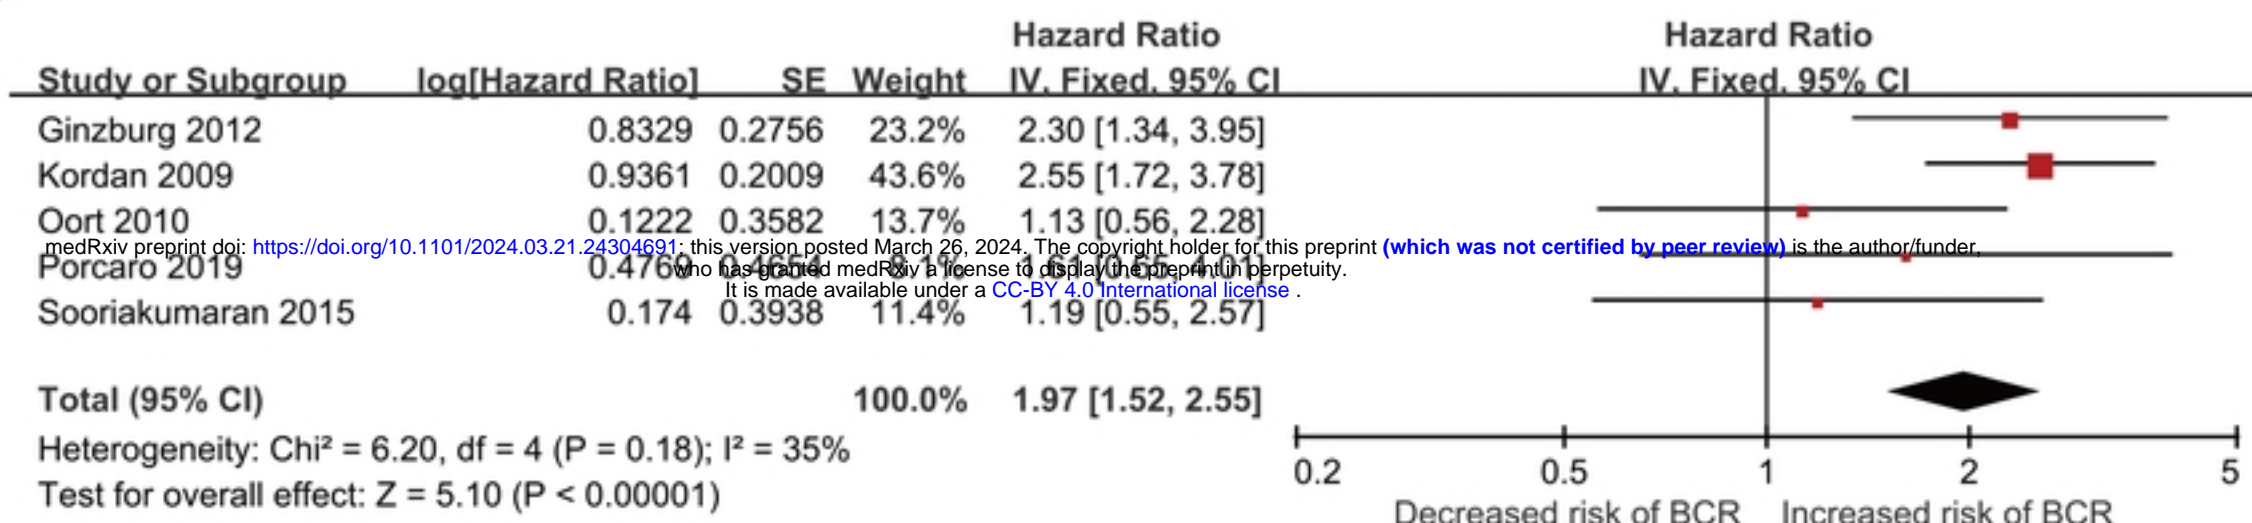 Hazard Ratio Hazard Ratio
Study or Subgroup log[Hazard Ratio] SE Weight IV, Fixed, 95% CI IV, Fixed, 95% CI
Ginzburg 2012 0.8329 0.2756 23.2% 2.30 [1.34, 3.95]
Kordan 2009 0.9361 0.2009 43.6% 2.55 [1.72, 3.78]
Oort 2010 0.1222 0.3582 13.7% 1.13 [0.56, 2.28]
medRxiv preprint doi: https://doi.org/10.1101/2024.03.21.24304691; this version posted March 26, 2024. The copyright holder for this preprint (which was not certified by peer review) is the author/funder,
Porcaro 2019 0.4769 8.1% 4.01]
who has granted medRxiv a license to display the preprint in perpetuity.
It is made available under a CC-BY 4.0 International license .
Sooriakumaran 2015 0.174 0.3938 11.4% 1.19 [0.55, 2.57]
Total (95% CI) 100.0% 1.97 [1.52, 2.55]
Heterogeneity: Chi² = 6.20, df = 4 (P = 0.18); I² = 35%
Test for overall effect: Z = 5.10 (P < 0.00001)
0.2 0.5 1 2 5
Decreased risk of BCR Increased risk of BCR